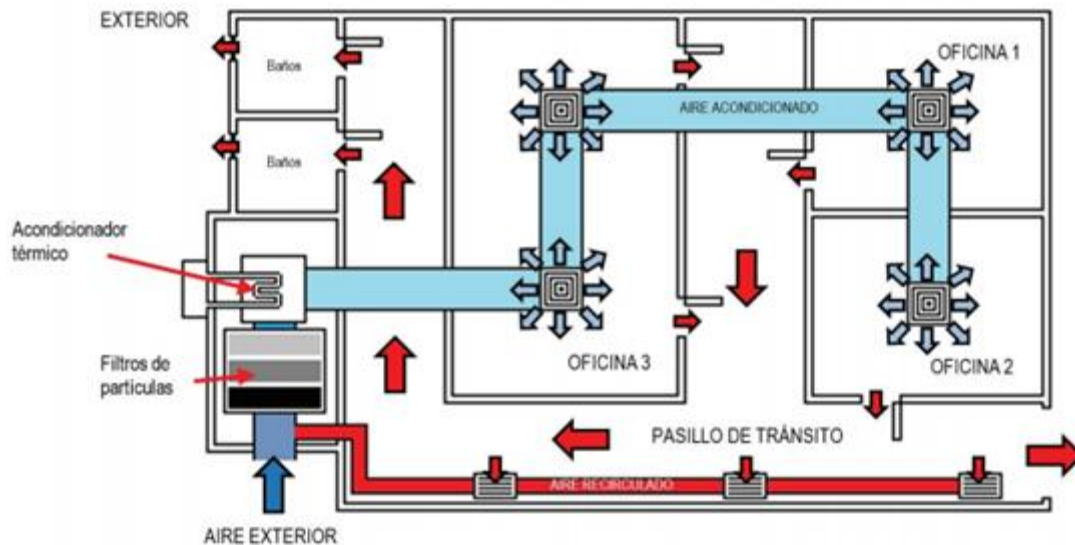 EXTERIOR
Baños
OFICINA 1
AIRE ACONDICIONADO
Baños
Acondicionador
térmico
Filtros de
partículas
OFICINA 3
OFICINA 2
PASILLO DE TRÁNSITO
AIRE RECIRCULADO
AIRE EXTERIOR